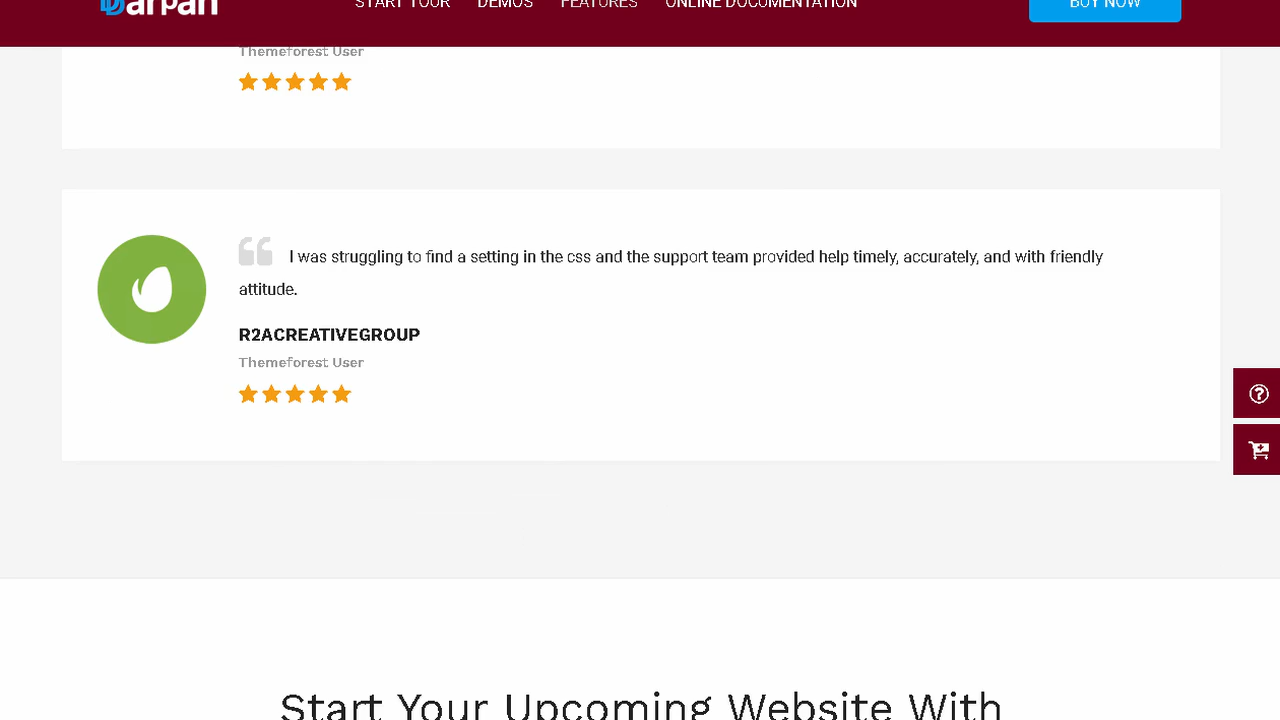 Darpan
START TOUR DEMOS FEATURES ONLINE DOCUMENTATION BUY NOW
Themeforest User
I was struggling to find a setting in the css and the support team provided help timely, accurately, and with friendly
attitude.
R2ACREATIVEGROUP
Themeforest User
Start Your Upcoming Website With